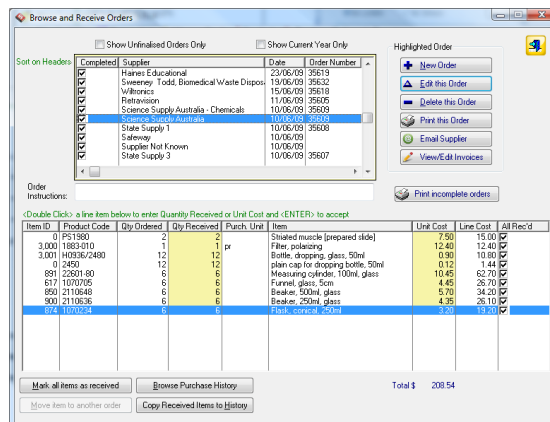 Browse and Receive Orders
Show Unfinalised Orders Only Show Current Year Only Highlighted Order
Sort on Headers Completed Supplier Date Order Number
Haines Educational 23/06/09 35619
Sweeney Todd, Biomedical Waste Dispos 19/06/09 35632
Wiltronics 15/06/09 35618
Retravision 11/06/09 35605
Science Supply Australia - Chemicals 10/06/09 35609
Science Supply Australia 10/06/09 35609
State Supply 1 10/06/09 35608
Safeway 10/06/09
Supplier Not Known 10/06/09
State Supply 3 10/06/09 35607
New Order
Edit this Order
Delete this Order
Print this Order
Email Supplier
View/Edit Invoices
Order Instructions:
Print incomplete orders
<Double Click> a line item below to enter Quantity Received or Unit Cost and <ENTER> to accept
Item ID Product Code Qty Ordered Qty Received Purch. Unit Item Unit Cost Line Cost All Rec'd
0 PS1980 2 2 Striated muscle [prepared slide] 7.50 15.00
3,000 1883-010 1 1 pr Filter, polarizing 12.40 12.40
3,001 H0936/2480 12 12 Bottle, dropping, glass, 50ml 0.90 10.80
0 2450 12 12 plain cap for dropping bottle, 50ml 0.12 1.44
891 22601-80 6 6 Measuring cylinder, 100ml, glass 10.45 62.70
617 1070705 6 6 Funnel, glass, 5cm 4.45 26.70
850 2110648 6 6 Beaker, 500ml, glass 5.70 34.20
900 2110636 6 6 Beaker, 250ml, glass 4.35 26.10
874 1070234 6 6 Flask, conical, 250ml 3.20 19.20
Mark all items as received Browse Purchase History Total $ 208.54
Move item to another order Copy Received Items to History